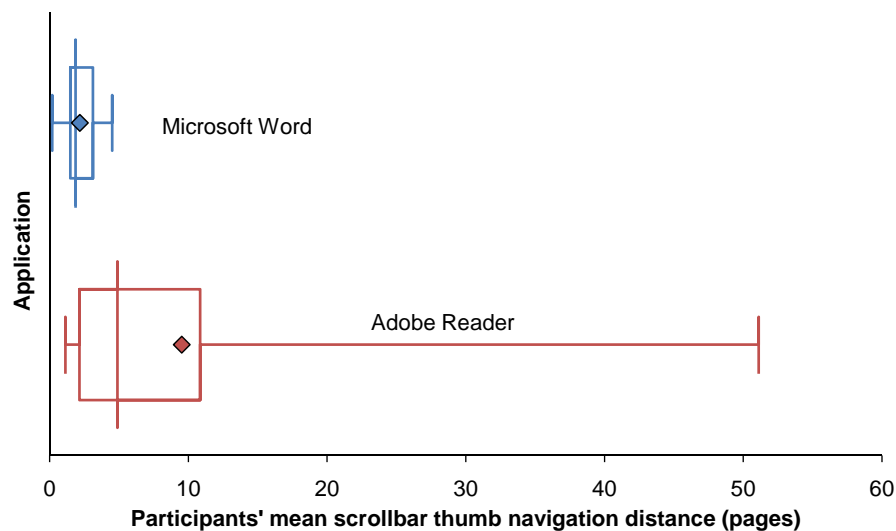 Microsoft Word
Adobe Reader
Application
0 10 20 30 40 50 60
Participants' mean scrollbar thumb navigation distance (pages)